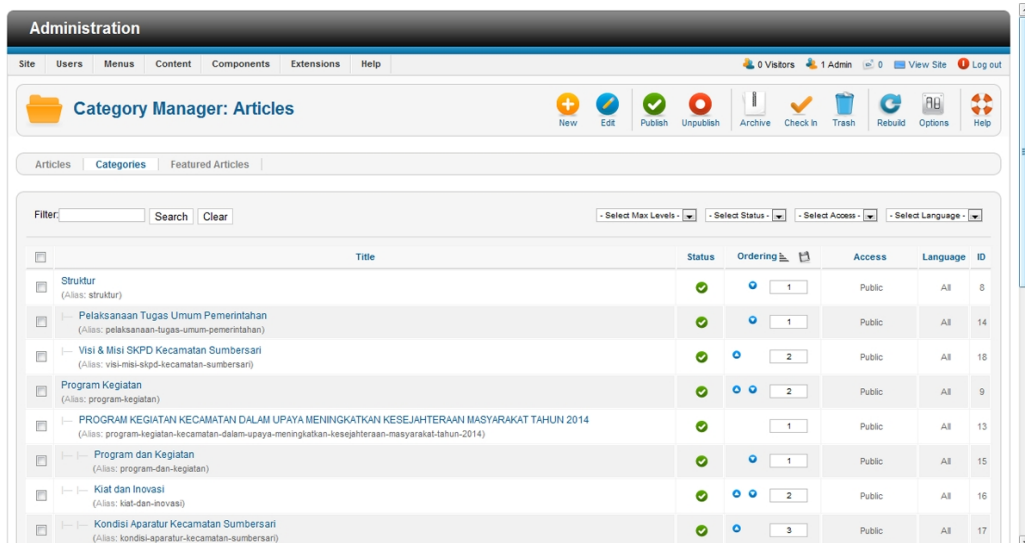 Administration
Site Users Menus Content Components Extensions Help 0 Visitors 1 Admin 0 View Site Log out
Category Manager: Articles New Edit Publish Unpublish Archive Check In Trash Rebuild Options Help
Articles Categories Featured Articles
Filter: Search Clear - Select Max Levels - - Select Status - - Select Access - - Select Language -
Title Status Ordering Access Language ID
Struktur 1 Public All 8
(Alias: struktur)
Pelaksanaan Tugas Umum Pemerintahan 1 Public All 14
(Alias: pelaksanaan-tugas-umum-pemerintahan)
Visi & Misi SKPD Kecamatan Sumbersari 2 Public All 18
(Alias: visi-misi-skpd-kecamatan-sumbersari)
Program Kegiatan 2 Public All 9
(Alias: program-kegiatan)
PROGRAM KEGIATAN KECAMATAN DALAM UPAYA MENINGKATKAN KESEJAHTERAAN MASYARAKAT TAHUN 2014 1 Public All 13
(Alias: program-kegiatan-kecamatan-dalam-upaya-meningkatkan-kesejahteraan-masyarakat-tahun-2014)
Program dan Kegiatan 1 Public All 15
(Alias: program-dan-kegiatan)
Kiat dan Inovasi 2 Public All 16
(Alias: kiat-dan-inovasi)
Kondisi Aparatur Kecamatan Sumbersari 3 Public All 17
(Alias: kondisi-aparatur-kecamatan-sumbersari)